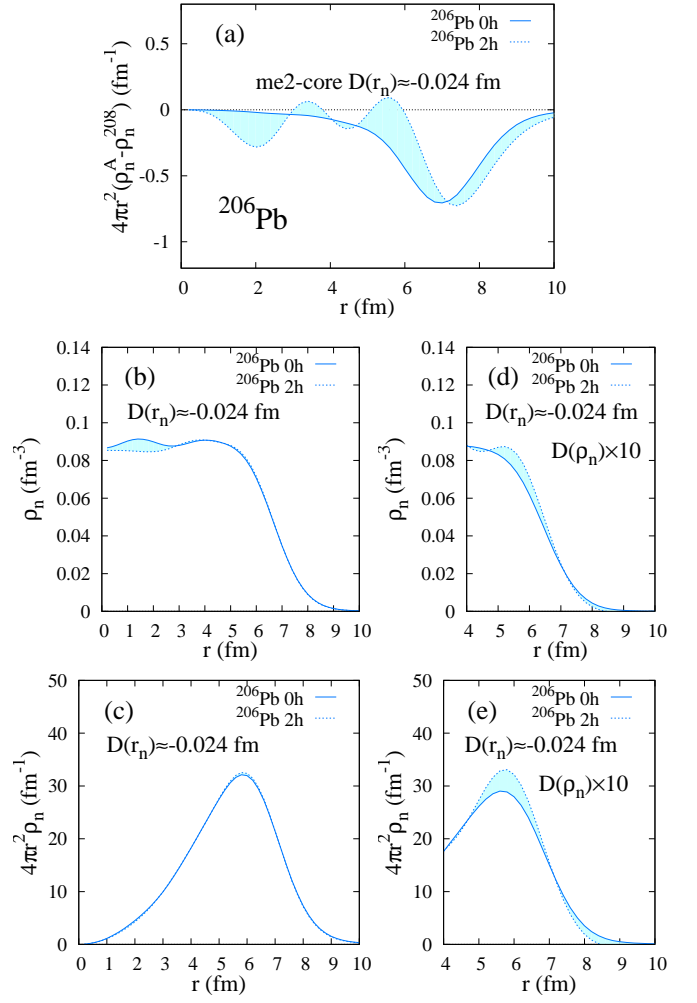 (a)
²⁰⁶Pb 0h
²⁰⁶Pb 2h
me2-core D(rₙ)≈-0.024 fm
²⁰⁶Pb
4πr²(ρₙᴬ-ρₙ²⁰⁸) (fm⁻¹)
0.5
0
-0.5
-1
0 2 4 6 8 10
r (fm)
(b)
²⁰⁶Pb 0h
²⁰⁶Pb 2h
D(rₙ)≈-0.024 fm
ρₙ (fm⁻³)
0.14
0.12
0.1
0.08
0.06
0.04
0.02
0
0 1 2 3 4 5 6 7 8 9 10
r (fm)
(d)
²⁰⁶Pb 0h
²⁰⁶Pb 2h
D(rₙ)≈-0.024 fm
D(ρₙ)×10
ρₙ (fm⁻³)
0.14
0.12
0.1
0.08
0.06
0.04
0.02
0
4 5 6 7 8 9 10
r (fm)
(c)
²⁰⁶Pb 0h
²⁰⁶Pb 2h
D(rₙ)≈-0.024 fm
4πr²ρₙ (fm⁻¹)
50
40
30
20
10
0
0 1 2 3 4 5 6 7 8 9 10
r (fm)
(e)
²⁰⁶Pb 0h
²⁰⁶Pb 2h
D(rₙ)≈-0.024 fm
D(ρₙ)×10
4πr²ρₙ (fm⁻¹)
50
40
30
20
10
0
4 5 6 7 8 9 10
r (fm)